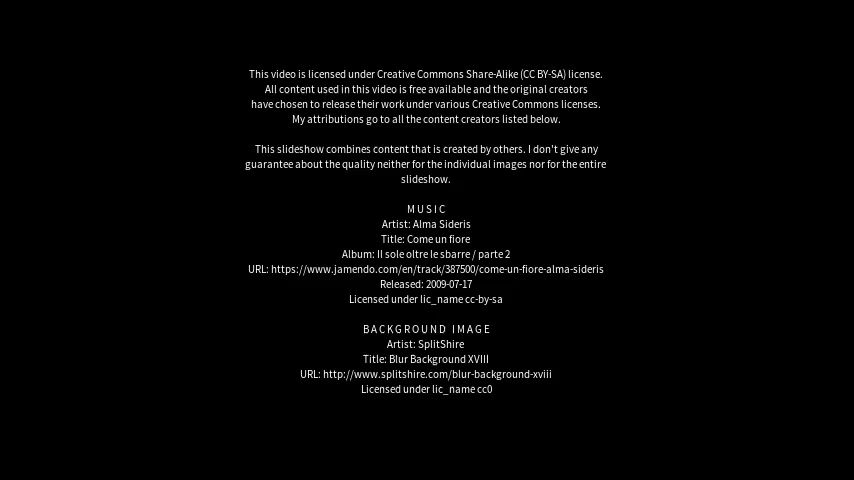 This video is licensed under Creative Commons Share-Alike (CC BY-SA) license.
All content used in this video is free available and the original creators
have chosen to release their work under various Creative Commons licenses.
My attributions go to all the content creators listed below.
This slideshow combines content that is created by others. I don't give any
guarantee about the quality neither for the individual images nor for the entire
slideshow.
MUSIC
Artist: Alma Sideris
Title: Come un fiore
Album: Il sole oltre le sbarre / parte 2
URL: https://www.jamendo.com/en/track/387500/come-un-fiore-alma-sideris
Released: 2009-07-17
Licensed under lic_name cc-by-sa
BACKGROUND IMAGE
Artist: SplitShire
Title: Blur Background XVIII
URL: http://www.splitshire.com/blur-background-xviii
Licensed under lic_name cc0